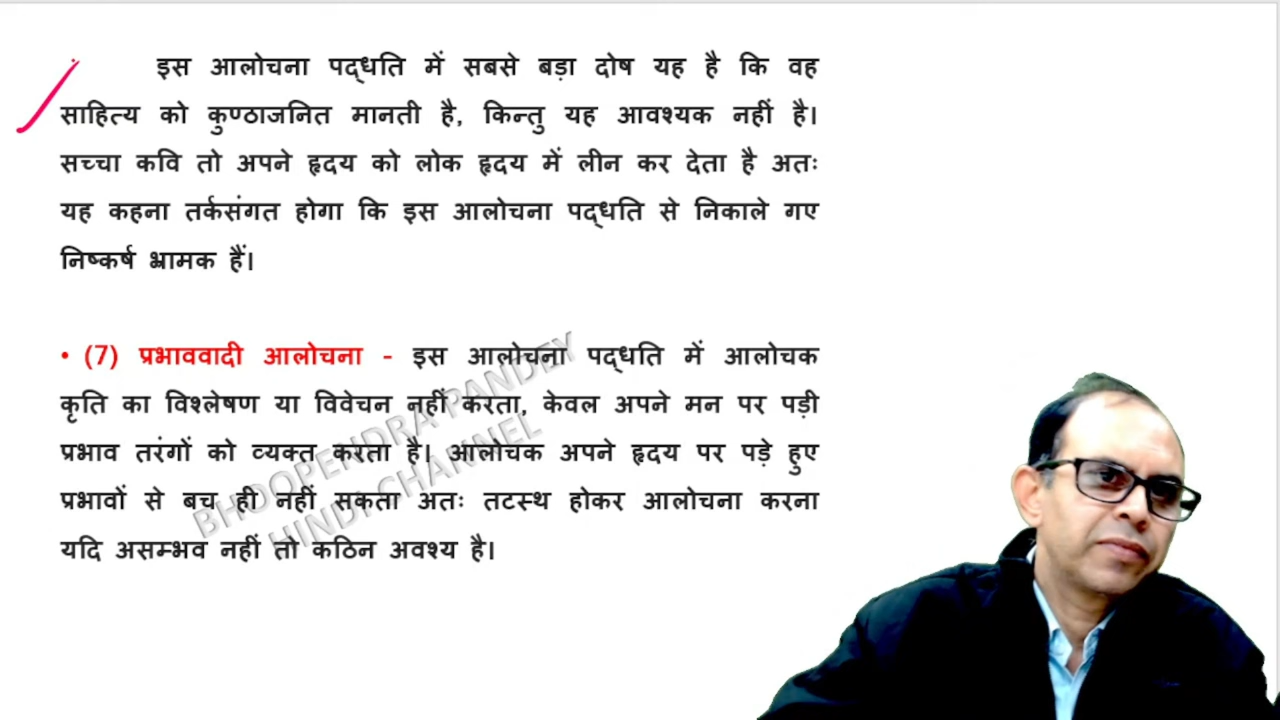 इस आलोचना पद्धति में सबसे बड़ा दोष यह है कि वह
साहित्य को कुण्ठाजनित मानती है, किन्तु यह आवश्यक नहीं है।
सच्चा कवि तो अपने हृदय को लोक हृदय में लीन कर देता है अतः
यह कहना तर्कसंगत होगा कि इस आलोचना पद्धति से निकाले गए
निष्कर्ष भ्रामक हैं।
• (7) प्रभाववादी आलोचना - इस आलोचना पद्धति में आलोचक
कृति का विश्लेषण या विवेचन नहीं करता, केवल अपने मन पर पड़ी
प्रभाव तरंगों को व्यक्त करता है। आलोचक अपने हृदय पर पड़े हुए
प्रभावों से बच ही नहीं सकता अतः तटस्थ होकर आलोचना करना
यदि असम्भव नहीं तो कठिन अवश्य है।
BHOOPENDRA PANDEY
HINDI CHANNEL